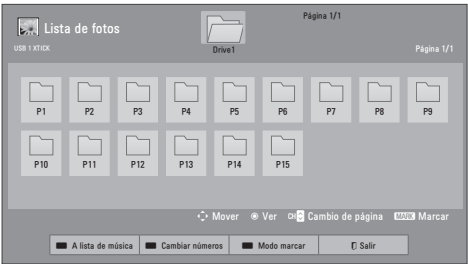 Página 1/1
Lista de fotos
USB 1 XTICK
Drive1
Página 1/1
P1 P2 P3 P4 P5 P6 P7 P8 P9
P10 P11 P12 P13 P14 P15
Mover Ver CH Cambio de página MARK Marcar
A lista de música Cambiar números Modo marcar Salir